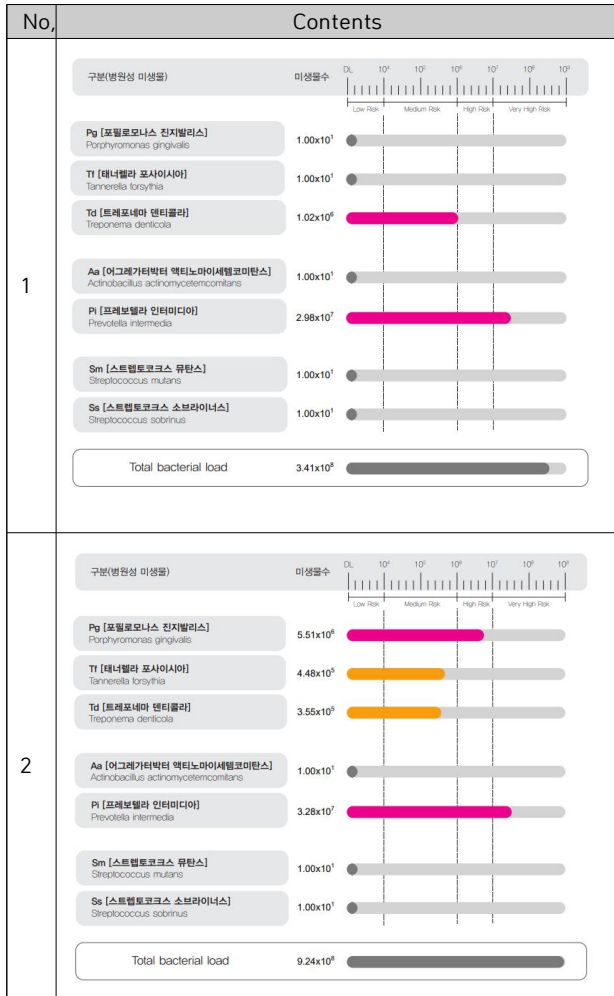 No, Contents
1
구분(병원성 미생물) 미생물수 DL 10⁴ 10⁵ 10⁶ 10⁷ 10⁸ 10⁹
Low Risk Medium Risk High Risk Very High Risk
Pg [포필로모나스 진지발리스]
Porphyromonas gingivalis
1.00x10¹
Tf [태너렐라 포사이시아]
Tannerella forsythia
1.00x10¹
Td [트레포네마 덴티콜라]
Treponema denticola
1.02x10⁶
Aa [어그레가터박터 액티노마이세템코미탄스]
Actinobacillus actinomycetemcomitans
1.00x10¹
Pi [프레보텔라 인터미디아]
Prevotella intermedia
2.98x10⁷
Sm [스트렙토코크스 뮤탄스]
Streptococcus mutans
1.00x10¹
Ss [스트렙토코크스 소브라이너스]
Streptococcus sobrinus
1.00x10¹
Total bacterial load 3.41x10⁸
2
구분(병원성 미생물) 미생물수 DL 10⁴ 10⁵ 10⁶ 10⁷ 10⁸ 10⁹
Low Risk Medium Risk High Risk Very High Risk
Pg [포필로모나스 진지발리스]
Porphyromonas gingivalis
5.51x10⁶
Tf [태너렐라 포사이시아]
Tannerella forsythia
4.48x10⁵
Td [트레포네마 덴티콜라]
Treponema denticola
3.55x10⁵
Aa [어그레가터박터 액티노마이세템코미탄스]
Actinobacillus actinomycetemcomitans
1.00x10¹
Pi [프레보텔라 인터미디아]
Prevotella intermedia
3.28x10⁷
Sm [스트렙토코크스 뮤탄스]
Streptococcus mutans
1.00x10¹
Ss [스트렙토코크스 소브라이너스]
Streptococcus sobrinus
1.00x10¹
Total bacterial load 9.24x10⁸